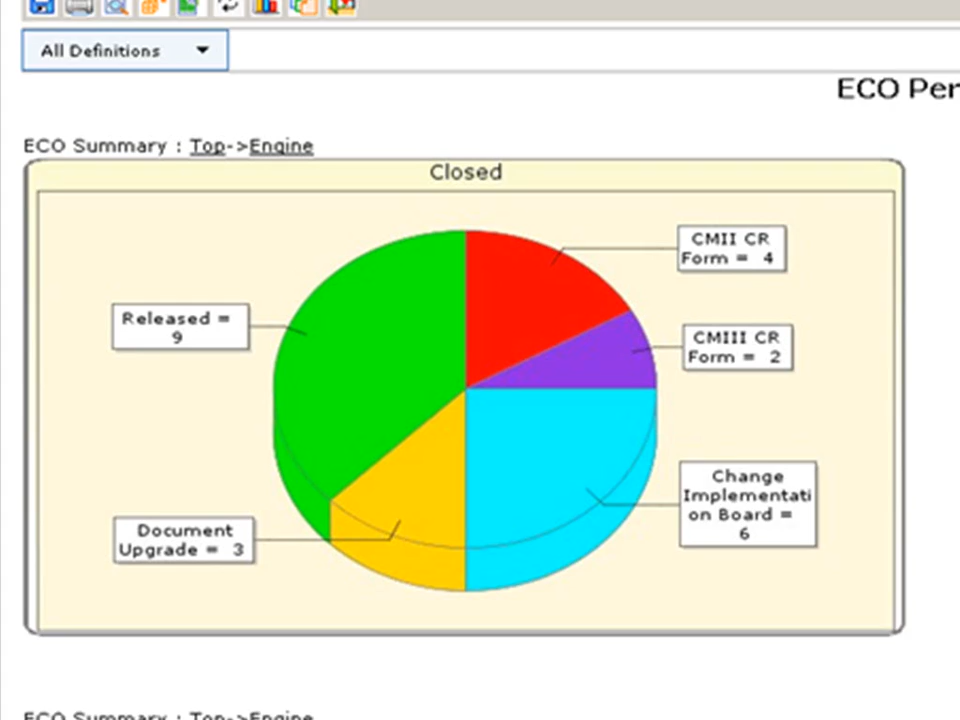 All Definitions
ECO Per
ECO Summary : Top->Engine
Closed
CMII CR
Form = 4
Released =
9
CMIII CR
Form = 2
Change
Implementati
on Board =
6
Document
Upgrade = 3
ECO Summary : Top->Engine